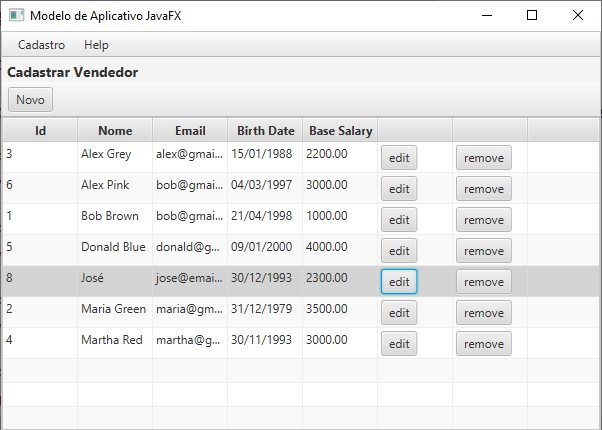 Modelo de Aplicativo JavaFX
Cadastro Help
Cadastrar Vendedor
Novo
Id Nome Email Birth Date Base Salary
3 Alex Grey alex@gmai... 15/01/1988 2200.00 edit remove
6 Alex Pink bob@gmai... 04/03/1997 3000.00 edit remove
1 Bob Brown bob@gmai... 21/04/1998 1000.00 edit remove
5 Donald Blue donald@g... 09/01/2000 4000.00 edit remove
8 José jose@emai... 30/12/1993 2300.00 edit remove
2 Maria Green maria@gm... 31/12/1979 3500.00 edit remove
4 Martha Red martha@g... 30/11/1993 3000.00 edit remove